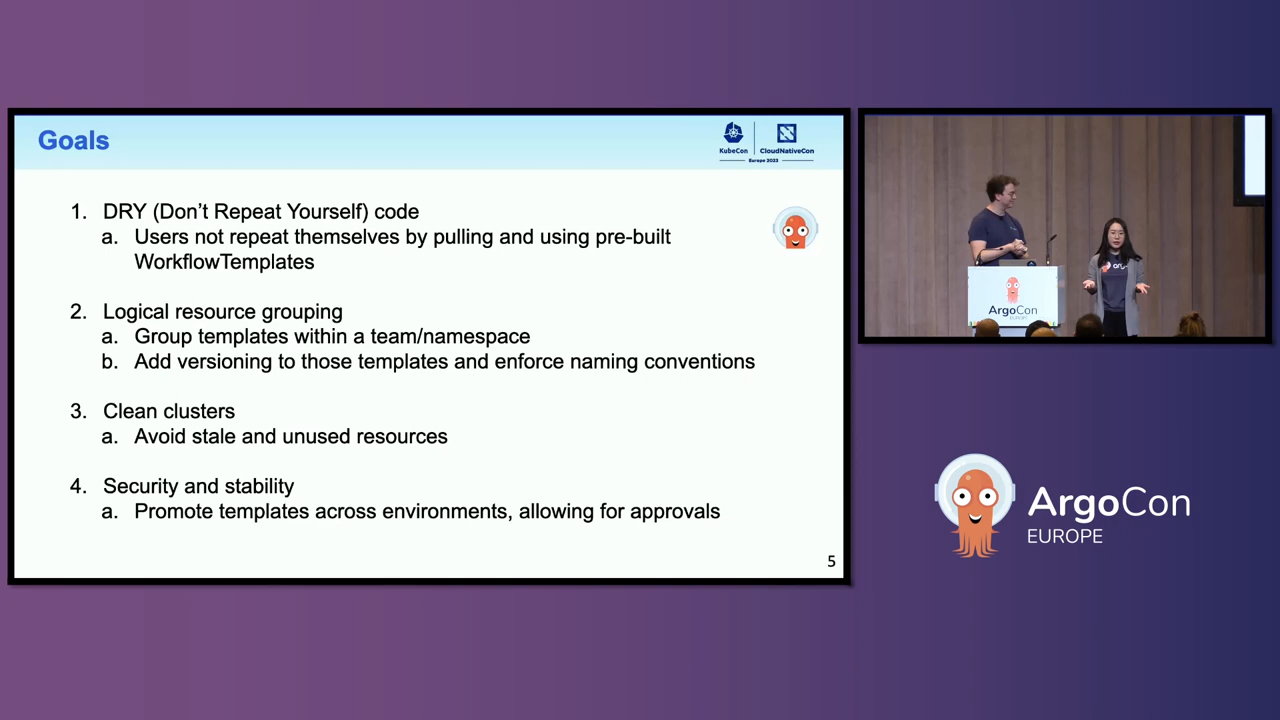 Goals
KubeCon
CloudNativeCon
Europe 2023
1. DRY (Don't Repeat Yourself) code
a. Users not repeat themselves by pulling and using pre-built
WorkflowTemplates
2. Logical resource grouping
a. Group templates within a team/namespace
b. Add versioning to those templates and enforce naming conventions
3. Clean clusters
a. Avoid stale and unused resources
4. Security and stability
a. Promote templates across environments, allowing for approvals
5
ArgoCon
EUROPE
ArgoCon
EUROPE